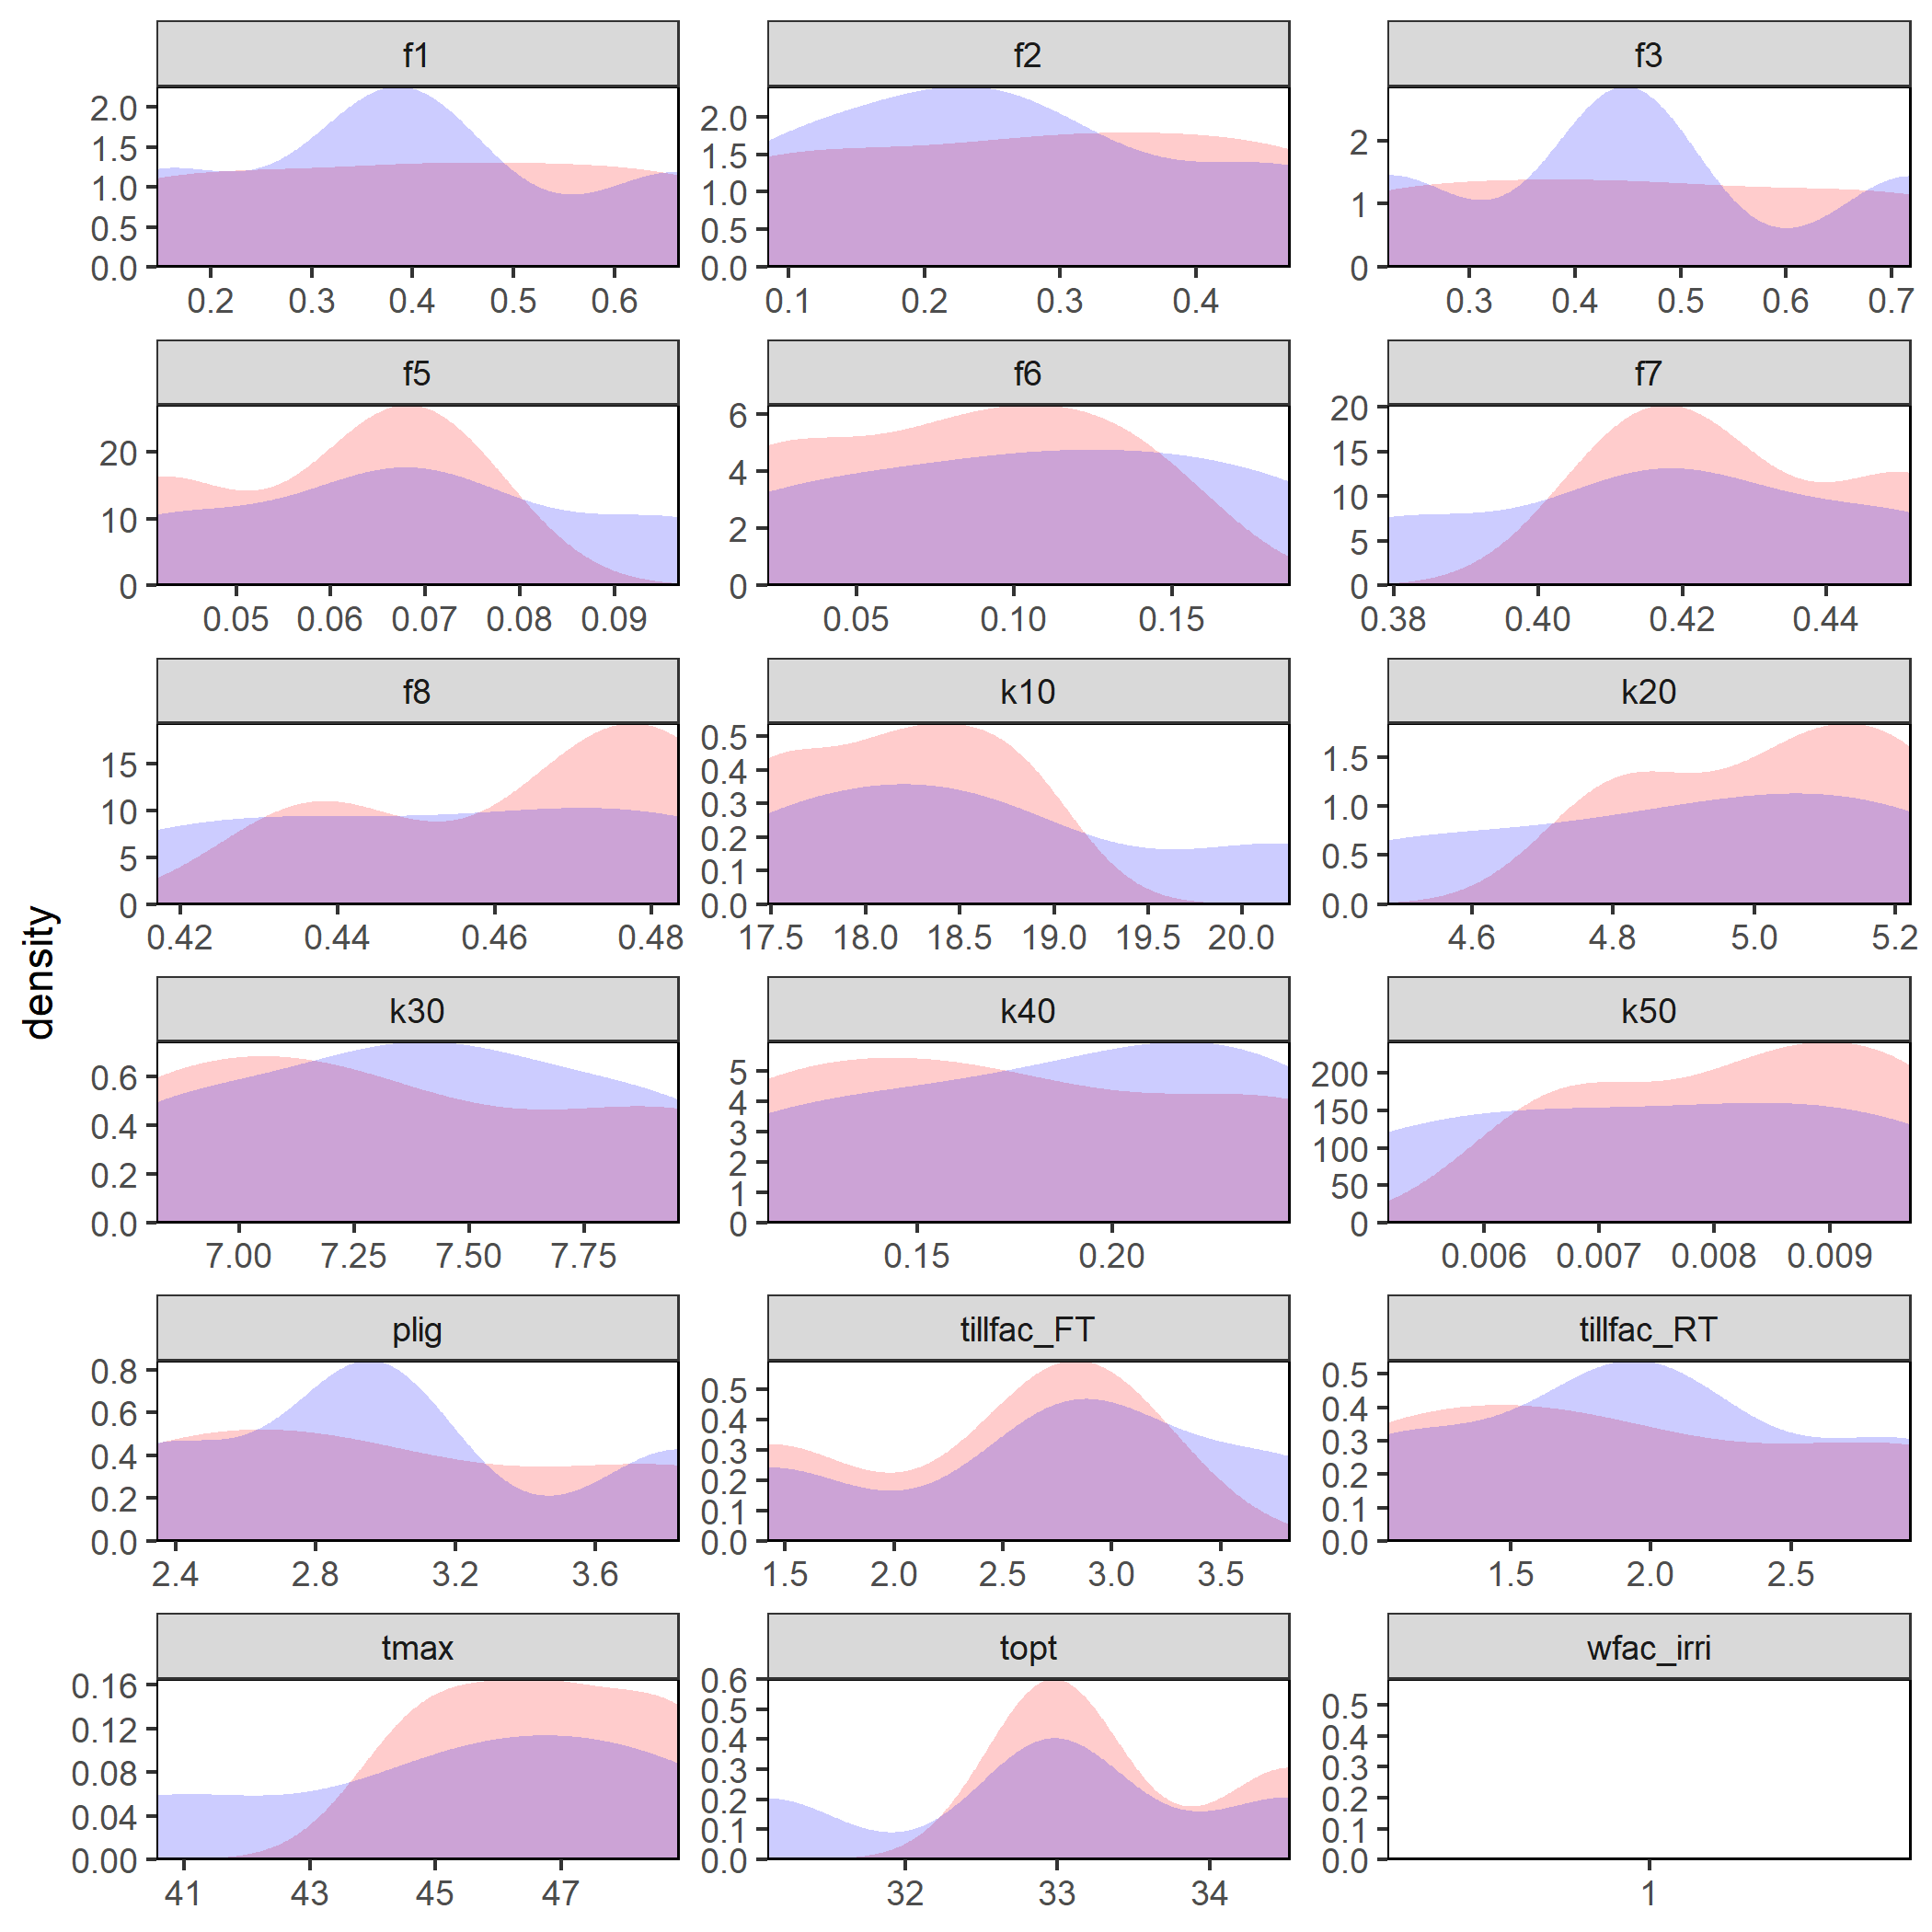 f1
f2
f3
2.0
1.5
1.0
0.5
0.0
0.2 0.3 0.4 0.5 0.6
2.0
1.5
1.0
0.5
0.0
0.1 0.2 0.3 0.4
2
1
0
0.3 0.4 0.5 0.6 0.7
f5
f6
f7
20
10
0
0.05 0.06 0.07 0.08 0.09
6
4
2
0
0.05 0.10 0.15
20
15
10
5
0
0.38 0.40 0.42 0.44
f8
k10
k20
15
10
5
0
0.42 0.44 0.46 0.48
0.5
0.4
0.3
0.2
0.1
0.0
17.5 18.0 18.5 19.0 19.5 20.0
1.5
1.0
0.5
0.0
4.6 4.8 5.0 5.2
density
k30
k40
k50
0.6
0.4
0.2
0.0
7.00 7.25 7.50 7.75
5
4
3
2
1
0
0.15 0.20
200
150
100
50
0
0.006 0.007 0.008 0.009
plig
tillfac_FT
tillfac_RT
0.8
0.6
0.4
0.2
0.0
2.4 2.8 3.2 3.6
0.5
0.4
0.3
0.2
0.1
0.0
1.5 2.0 2.5 3.0 3.5
0.5
0.4
0.3
0.2
0.1
0.0
1.5 2.0 2.5
tmax
topt
wfac_irri
0.16
0.12
0.08
0.04
0.00
41 43 45 47
0.6
0.5
0.4
0.3
0.2
0.1
0.0
32 33 34
0.5
0.4
0.3
0.2
0.1
0.0
1